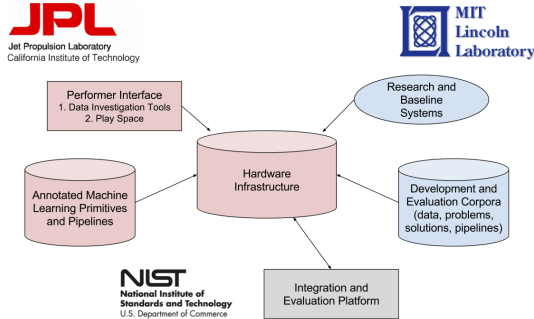 JPL
Jet Propulsion Laboratory
California Institute of Technology
MIT
Lincoln
Laboratory
Performer Interface
1. Data Investigation Tools
2. Play Space
Research and
Baseline
Systems
Hardware
Infrastructure
Annotated Machine
Learning Primitives
and Pipelines
Development and
Evaluation Corpora
(data, problems,
solutions, pipelines)
NIST
National Institute of
Standards and Technology
U.S. Department of Commerce
Integration and
Evaluation Platform